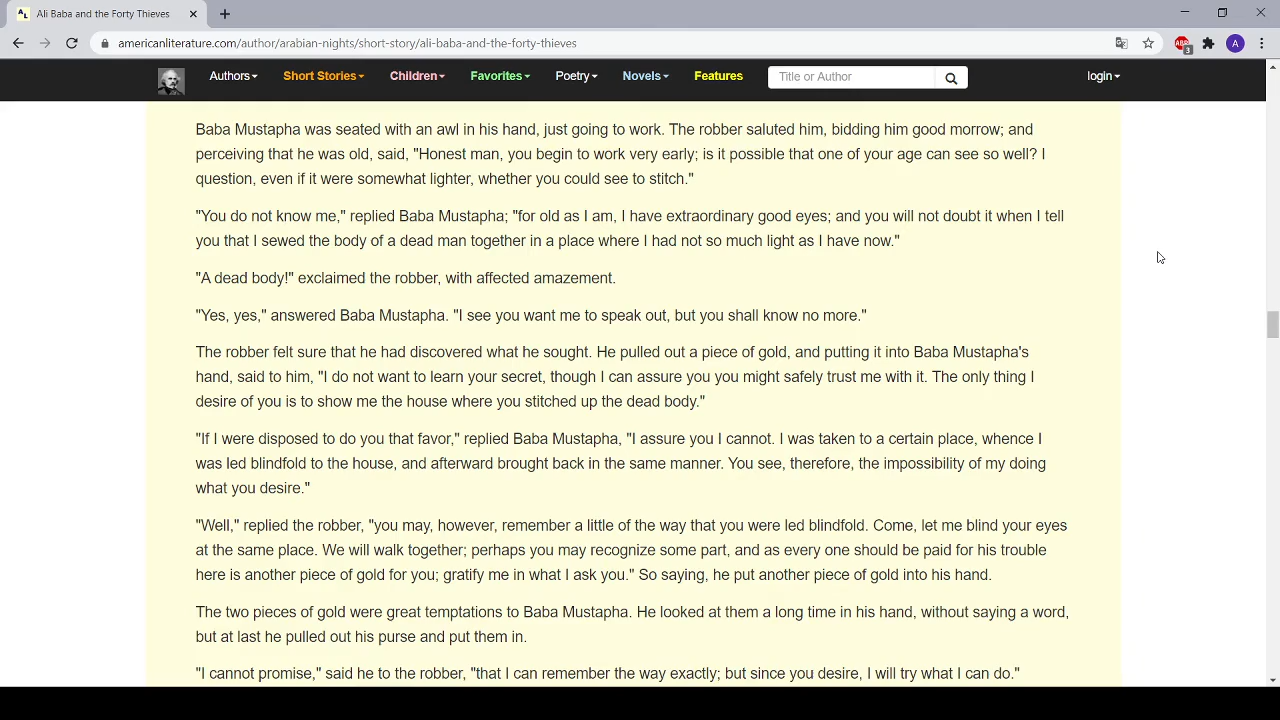 Ali Baba and the Forty Thieves
americanliterature.com/author/arabian-nights/short-story/ali-baba-and-the-forty-thieves
ABP
3
A
Authors
Short Stories
Children
Favorites
Poetry
Novels
Features
Title or Author
login
Baba Mustapha was seated with an awl in his hand, just going to work. The robber saluted him, bidding him good morrow; and
perceiving that he was old, said, "Honest man, you begin to work very early; is it possible that one of your age can see so well? I
question, even if it were somewhat lighter, whether you could see to stitch."
"You do not know me," replied Baba Mustapha; "for old as I am, I have extraordinary good eyes; and you will not doubt it when I tell
you that I sewed the body of a dead man together in a place where I had not so much light as I have now."
"A dead body!" exclaimed the robber, with affected amazement.
"Yes, yes," answered Baba Mustapha. "I see you want me to speak out, but you shall know no more."
The robber felt sure that he had discovered what he sought. He pulled out a piece of gold, and putting it into Baba Mustapha's
hand, said to him, "I do not want to learn your secret, though I can assure you you might safely trust me with it. The only thing I
desire of you is to show me the house where you stitched up the dead body."
"If I were disposed to do you that favor," replied Baba Mustapha, "I assure you I cannot. I was taken to a certain place, whence I
was led blindfold to the house, and afterward brought back in the same manner. You see, therefore, the impossibility of my doing
what you desire."
"Well," replied the robber, "you may, however, remember a little of the way that you were led blindfold. Come, let me blind your eyes
at the same place. We will walk together; perhaps you may recognize some part, and as every one should be paid for his trouble
here is another piece of gold for you; gratify me in what I ask you." So saying, he put another piece of gold into his hand.
The two pieces of gold were great temptations to Baba Mustapha. He looked at them a long time in his hand, without saying a word,
but at last he pulled out his purse and put them in.
"I cannot promise," said he to the robber, "that I can remember the way exactly; but since you desire, I will try what I can do."